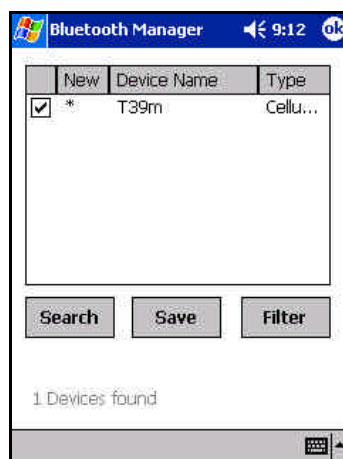 Bluetooth Manager 9:12 ok
New Device Name Type
* T39m Cellu...
Search Save Filter
1 Devices found